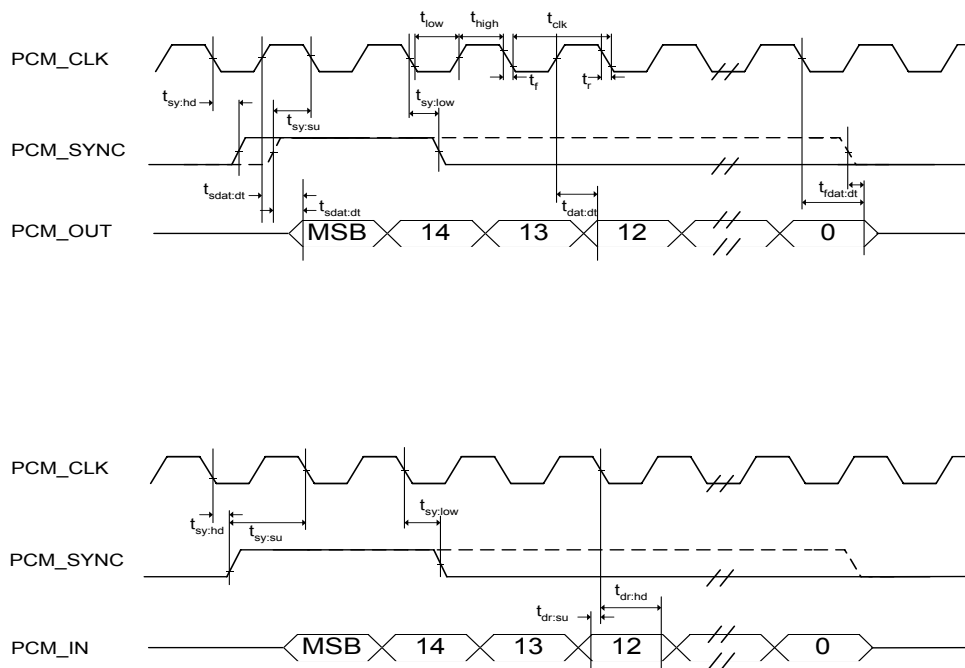 t_low t_high t_clk
PCM_CLK
t_f t_r
t_sy:hd t_sy:su t_sy:low
PCM_SYNC
t_sdat:dt t_sdat:dt t_dat:dt t_fdat:dt
PCM_OUT MSB 14 13 12 0
PCM_CLK
t_sy:hd t_sy:su t_sy:low
PCM_SYNC
t_dr:su t_dr:hd
PCM_IN MSB 14 13 12 0